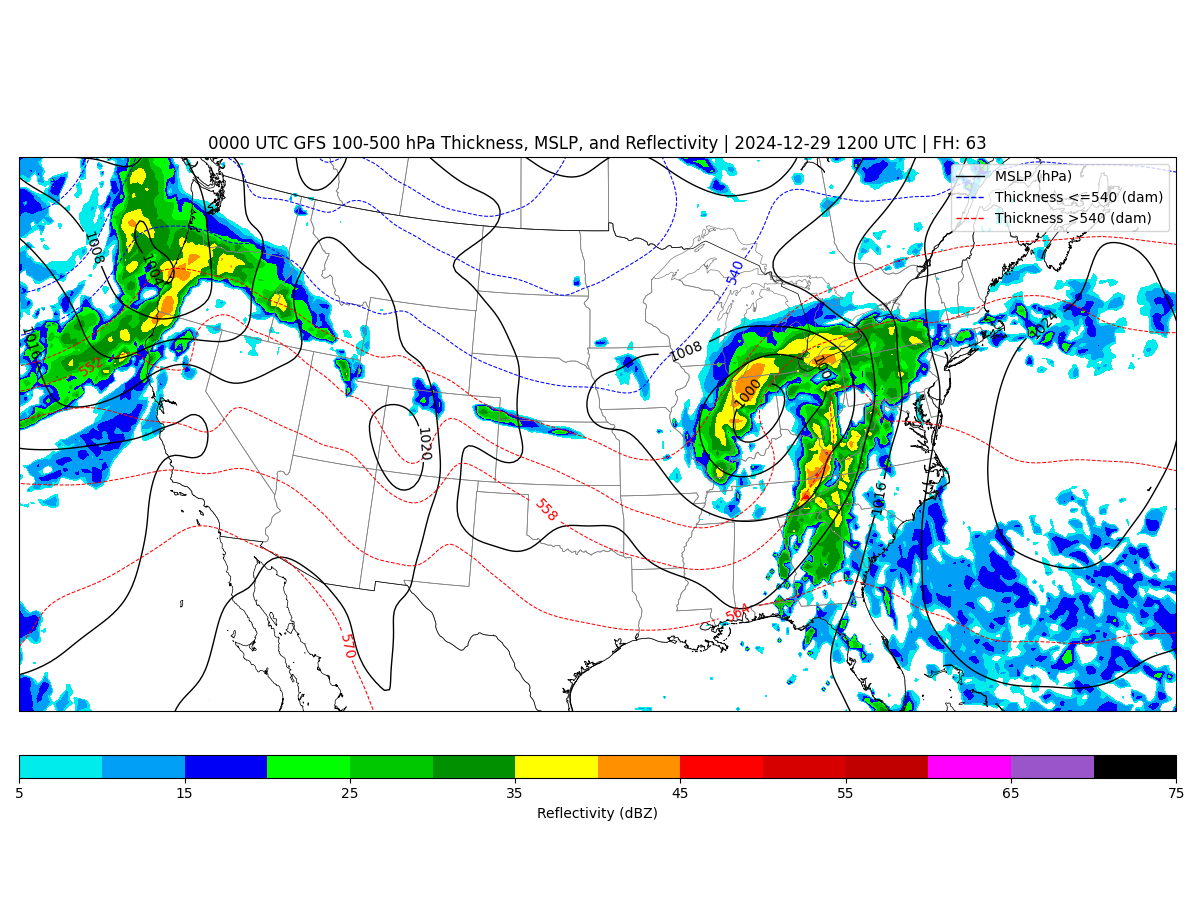 0000 UTC GFS 100-500 hPa Thickness, MSLP, and Reflectivity | 2024-12-29 1200 UTC | FH: 63
MSLP (hPa)
Thickness <=540 (dam)
Thickness >540 (dam)
1008
540
1016
1024
1008
1000
1020
1016
558
564
570
5 15 25 35 45 55 65 75
Reflectivity (dBZ)